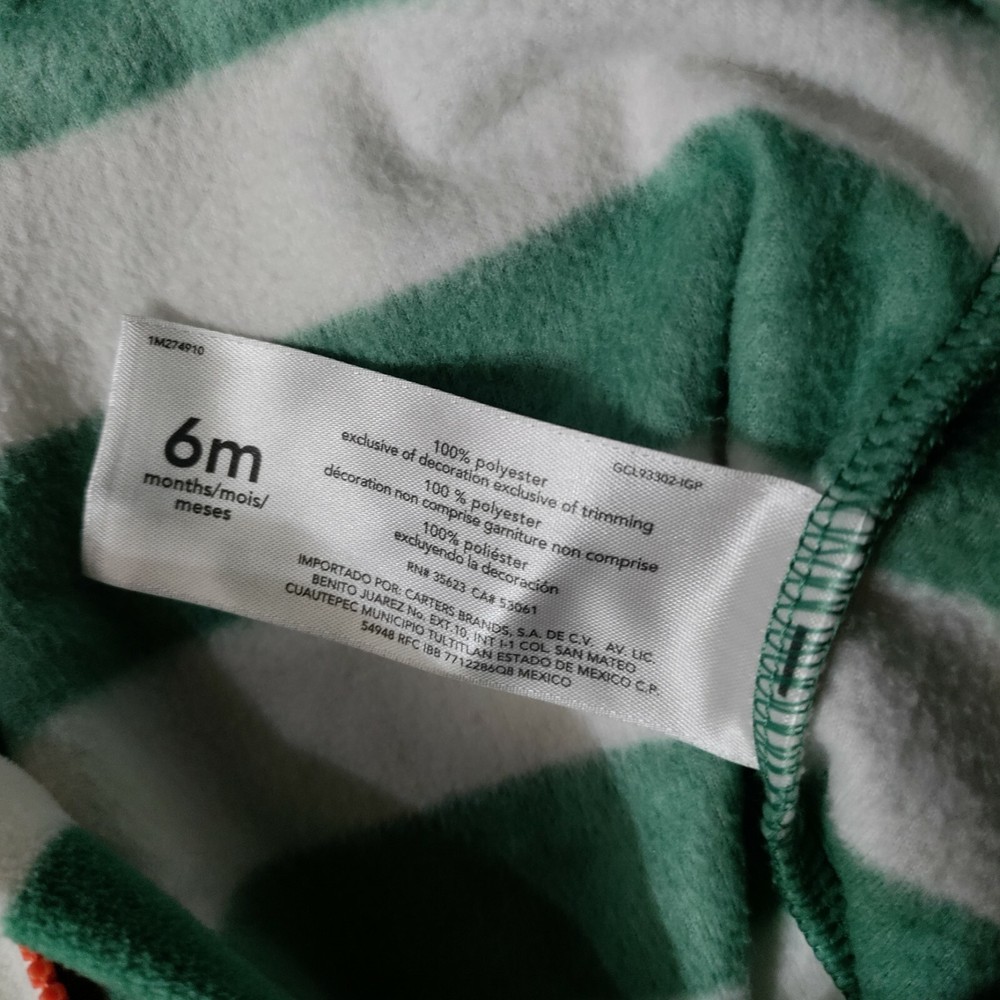 1M274910
6m
months/mois/
meses
GCL93302-IGP
100% polyester
exclusive of decoration exclusive of trimming
100 % polyester
décoration non comprise garniture non comprise
100% poliéster
excluyendo la decoración
RN# 35623 CA# 53061
IMPORTADO POR: CARTERS BRANDS, S.A. DE C.V. AV. LIC.
BENITO JUAREZ No. EXT.10, INT I-1 COL. SAN MATEO
CUAUTEPEC MUNICIPIO TULTITLAN ESTADO DE MEXICO C.P.
54948 RFC IBB 7712286Q8 MEXICO